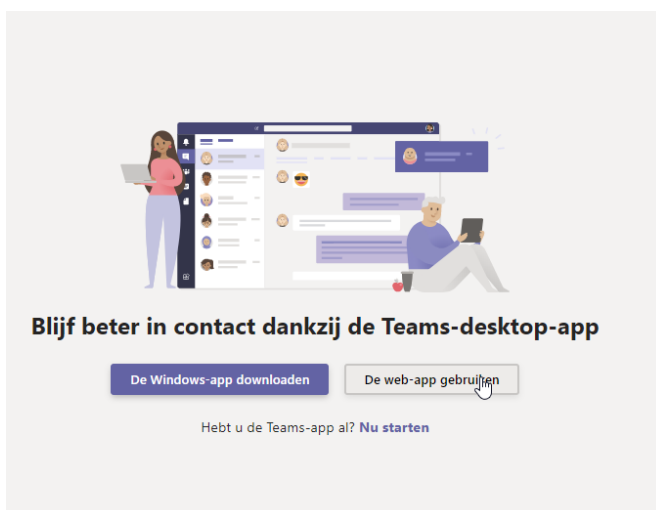 Blijf beter in contact dankzij de Teams-desktop-app
De Windows-app downloaden
De web-app gebruiken
Hebt u de Teams-app al? Nu starten